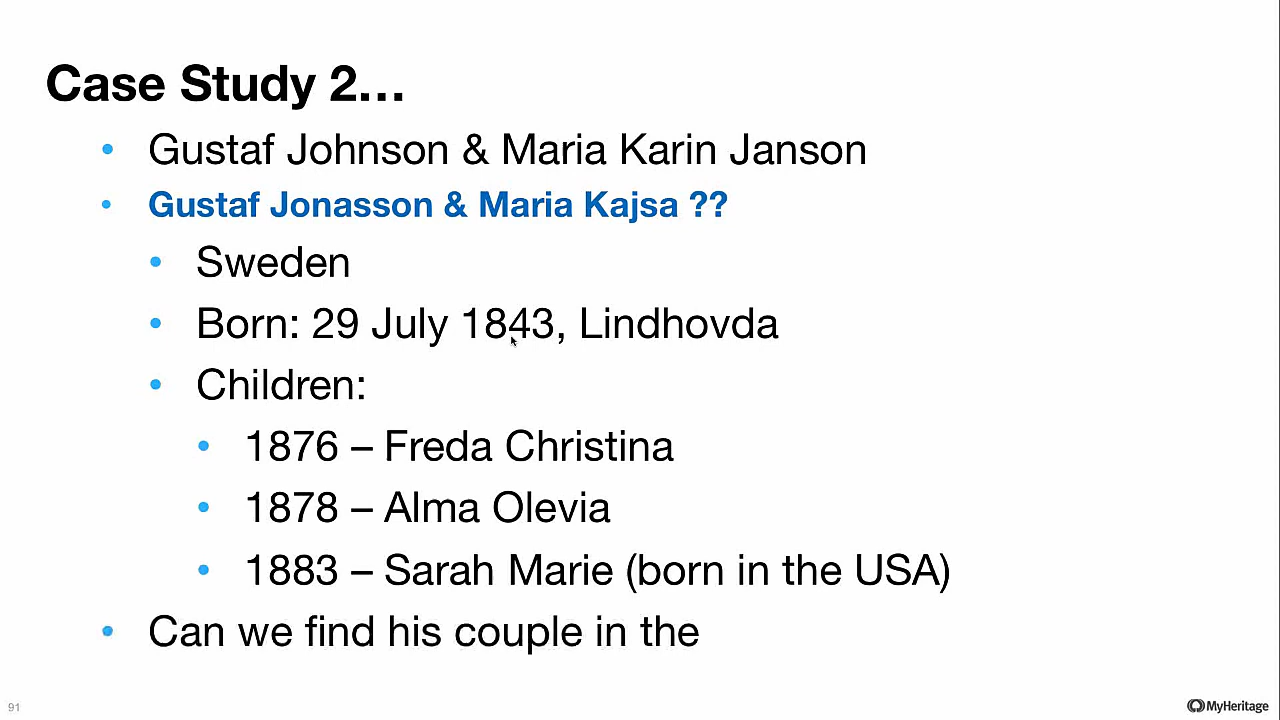 Case Study 2…
• Gustaf Johnson & Maria Karin Janson
• Gustaf Jonasson & Maria Kajsa ??
• Sweden
• Born: 29 July 1843, Lindhovda
• Children:
• 1876 – Freda Christina
• 1878 – Alma Olevia
• 1883 – Sarah Marie (born in the USA)
• Can we find his couple in the
91
MyHeritage